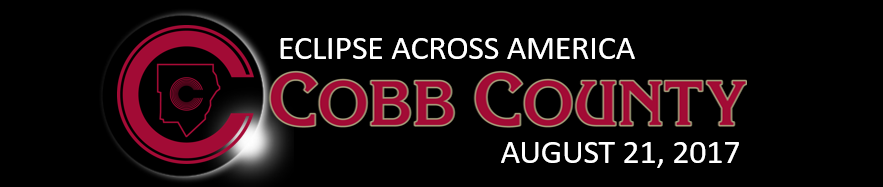 ECLIPSE ACROSS AMERICA
COBB COUNTY
AUGUST 21, 2017